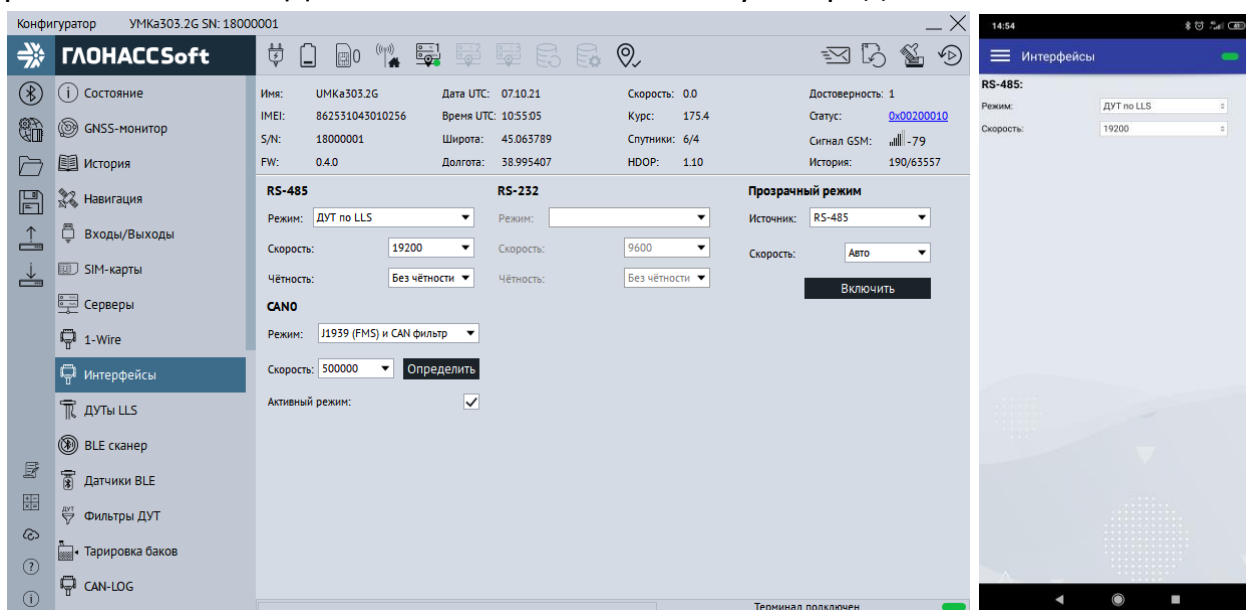 Конфигуратор УМКа303.2G SN: 18000001
ГЛОНАССSoft
0
Состояние
GNSS-монитор
История
Навигация
Входы/Выходы
SIM-карты
Серверы
1-Wire
Интерфейсы
ДУТы LLS
BLE сканер
Датчики BLE
Фильтры ДУТ
Тарировка баков
CAN-LOG
Имя: УМКа303.2G Дата UTC: 07.10.21 Скорость: 0.0 Достоверность: 1
IMEI: 862531043010256 Время UTC: 10:55:05 Курс: 175.4 Статус: 0x00200010
S/N: 18000001 Широта: 45.063789 Спутники: 6/4 Сигнал GSM: -79
FW: 0.4.0 Долгота: 38.995407 HDOP: 1.10 История: 190/63557
RS-485 RS-232 Прозрачный режим
Режим: ДУТ по LLS Режим: Источник: RS-485
Скорость: 19200 Скорость: 9600 Скорость: Авто
Чётность: Без чётности Чётность: Без чётности Включить
CAN0
Режим: J1939 (FMS) и CAN фильтр
Скорость: 500000 Определить
Активный режим:
Терминал подключен
14:54
Интерфейсы
RS-485:
Режим: ДУТ по LLS
Скорость: 19200